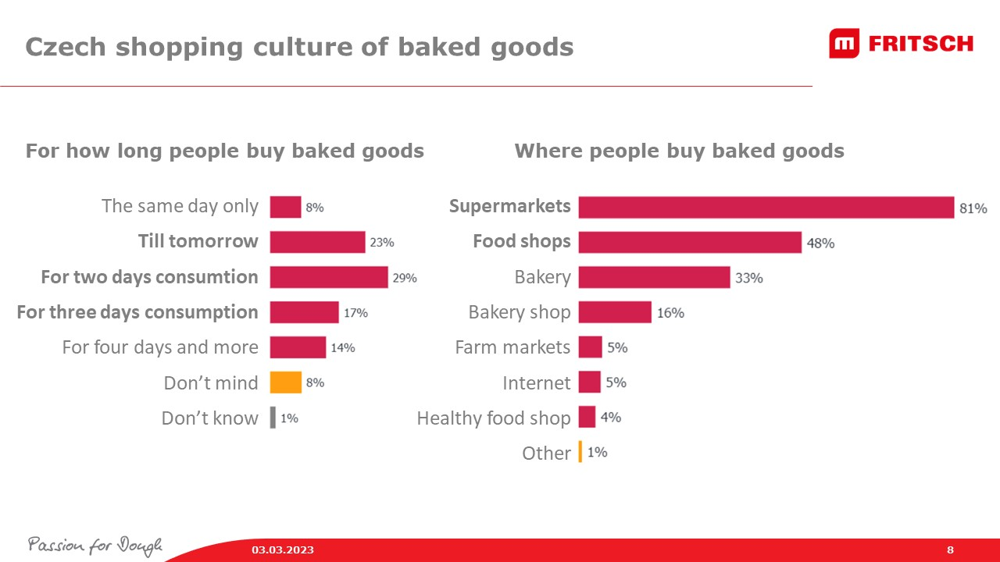 Czech shopping culture of baked goods
FRITSCH
For how long people buy baked goods
The same day only 8%
Till tomorrow 23%
For two days consumtion 29%
For three days consumption 17%
For four days and more 14%
Don’t mind 8%
Don’t know 1%
Where people buy baked goods
Supermarkets 81%
Food shops 48%
Bakery 33%
Bakery shop 16%
Farm markets 5%
Internet 5%
Healthy food shop 4%
Other 1%
Passion for Dough
03.03.2023
8